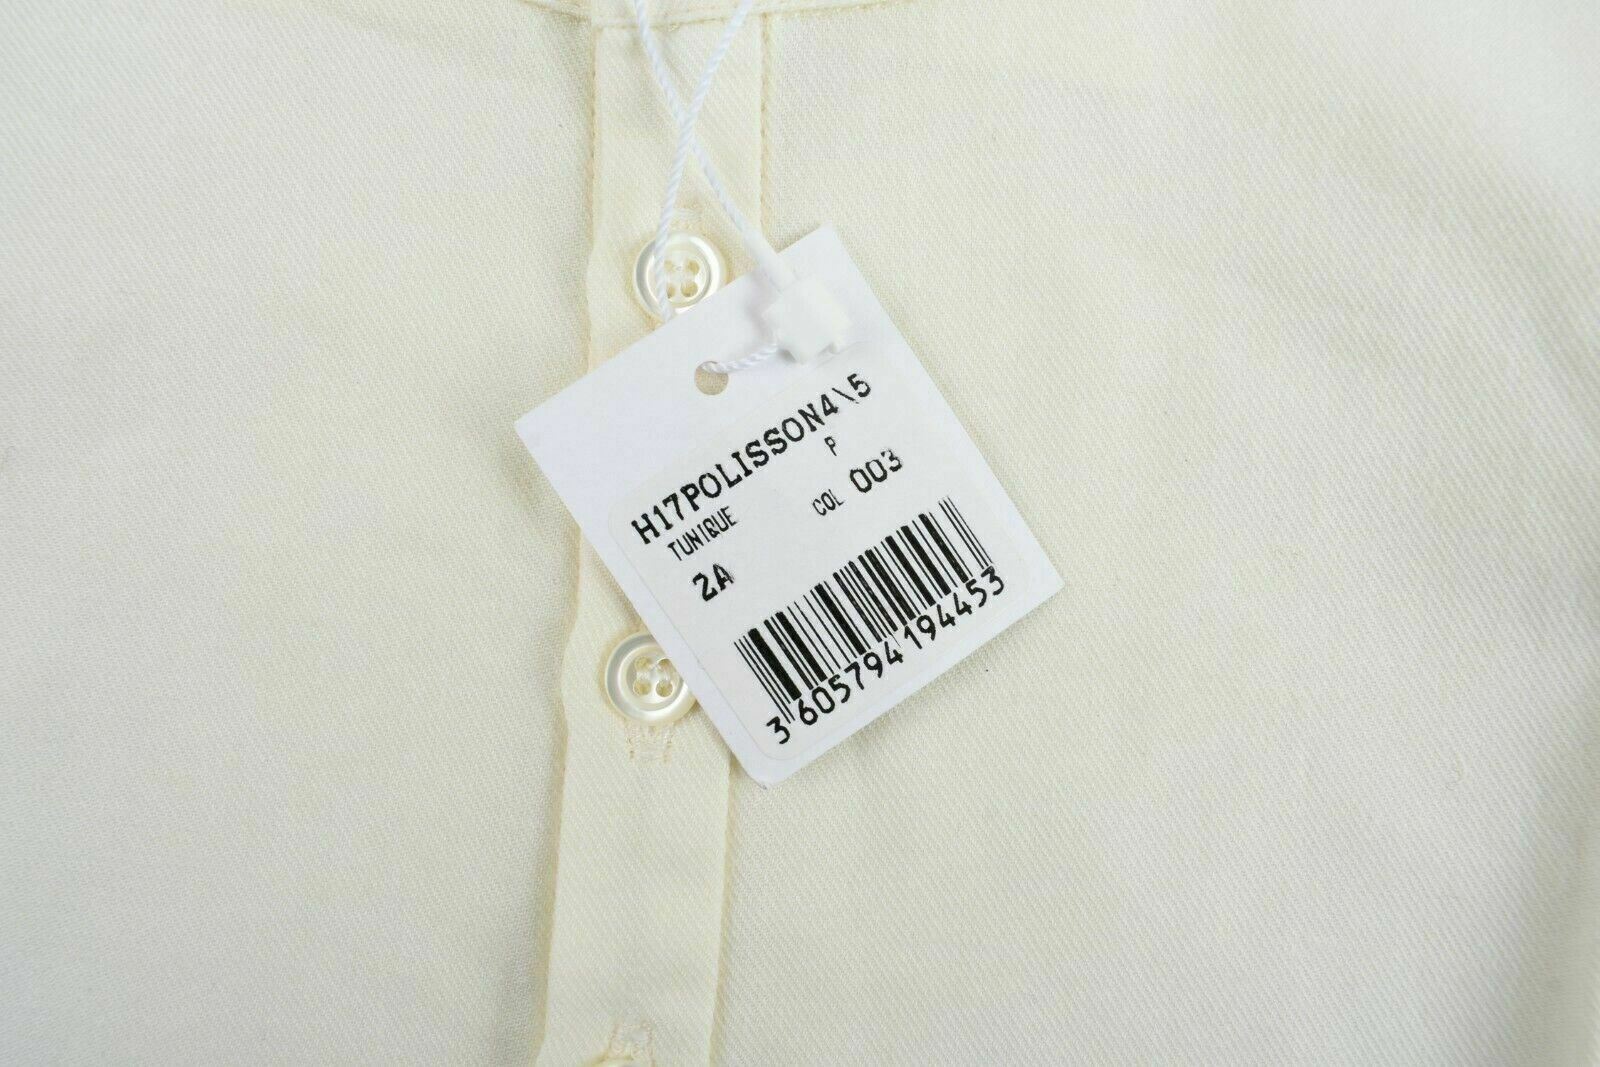 H17POLISSON4\5
TUNIQUE P
2A COL 003
3 605794 194453